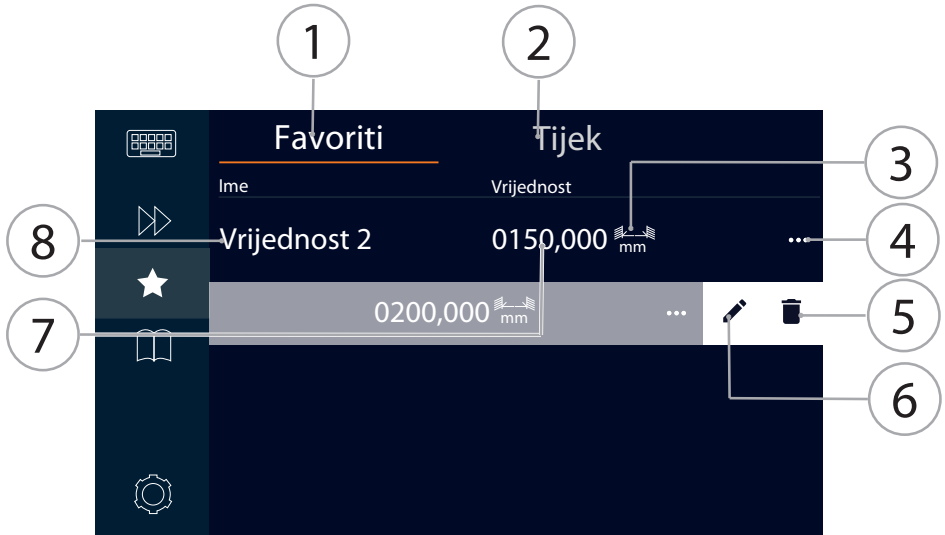 1 2
Favoriti Tijek
3
Ime Vrijednost
8 Vrijednost 2 0150,000 mm ... 4
7 0200,000 mm ... 5
6